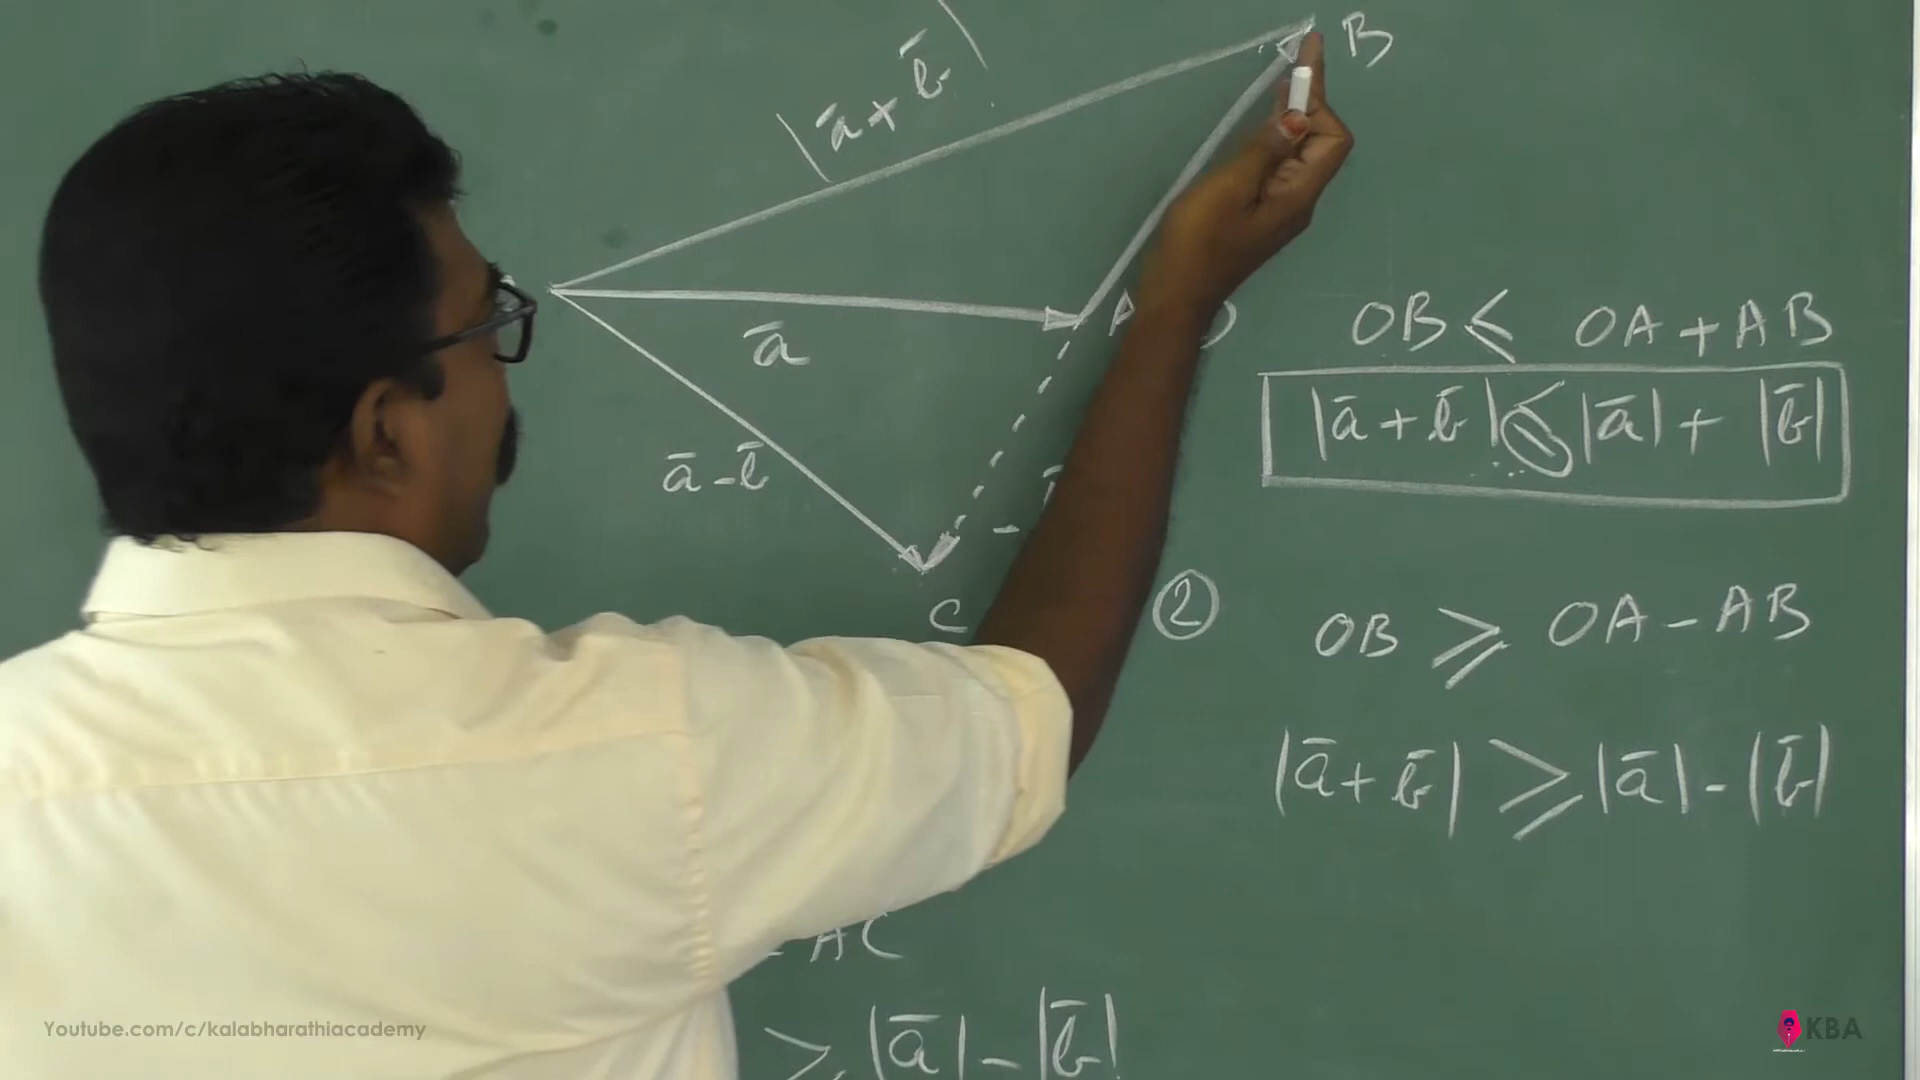 |a̅ + b̅|
B
A
a̅
OB ≤ OA + AB
|a̅ + b̅| ≤ |a̅| + |b̅|
a̅ - b̅
-
C
② OB ≥ OA - AB
|a̅ + b̅| ≥ |a̅| - |b̅|
- AC
≥ |a̅| - |b̅|
Youtube.com/c/kalabharathiacademy
KBA